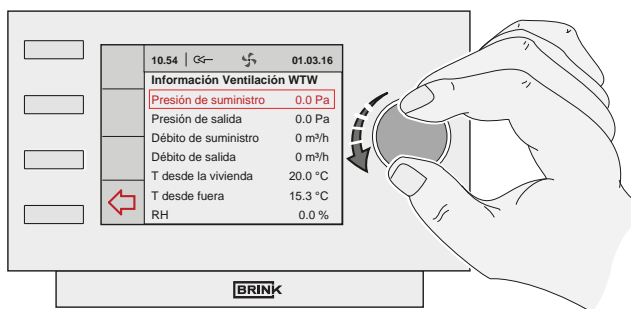 10.54 01.03.16
Información Ventilación WTW
Presión de suministro 0.0 Pa
Presión de salida 0.0 Pa
Débito de suministro 0 m³/h
Débito de salida 0 m³/h
T desde la vivienda 20.0 °C
T desde fuera 15.3 °C
RH 0.0 %
BRINK